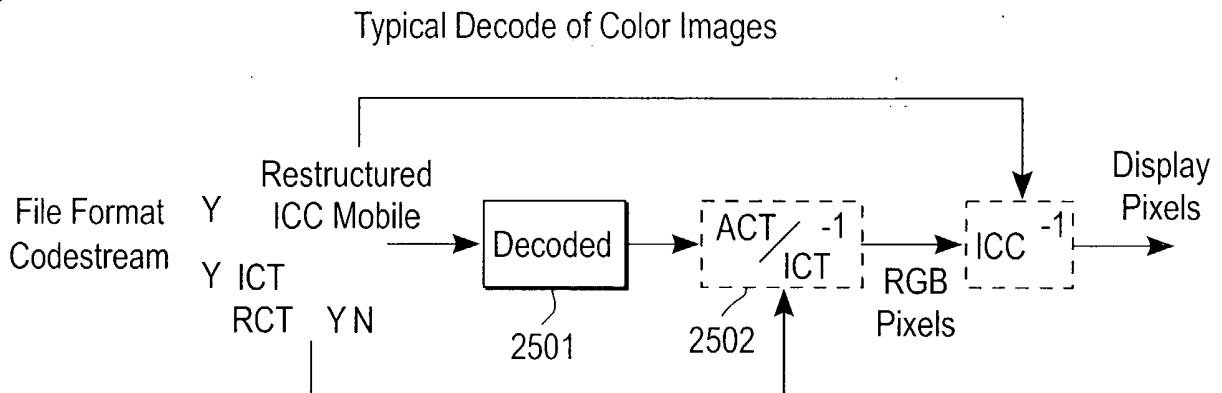 Typical Decode of Color Images
File Format
Codestream
Y
Restructured
ICC Mobile
Y ICT
RCT Y N
Decoded
2501
ACT/ICT -1
2502
RGB
Pixels
ICC -1
Display
Pixels